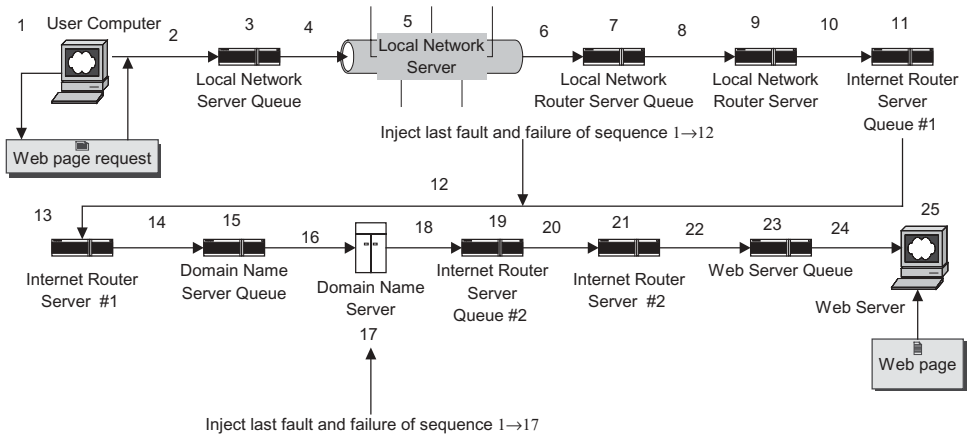 1
User Computer
2
3
4
5
6
7
8
9
10
11
Local Network
Server
Local Network
Server Queue
Local Network
Router Server Queue
Local Network
Router Server
Internet Router
Server
Queue #1
Web page request
Inject last fault and failure of sequence 1→12
12
13
14
15
16
18
19
20
21
22
23
24
25
Internet Router
Server #1
Domain Name
Server Queue
Domain Name
Server
Internet Router
Server
Queue #2
Internet Router
Server #2
Web Server Queue
Web Server
17
Web page
Inject last fault and failure of sequence 1→17